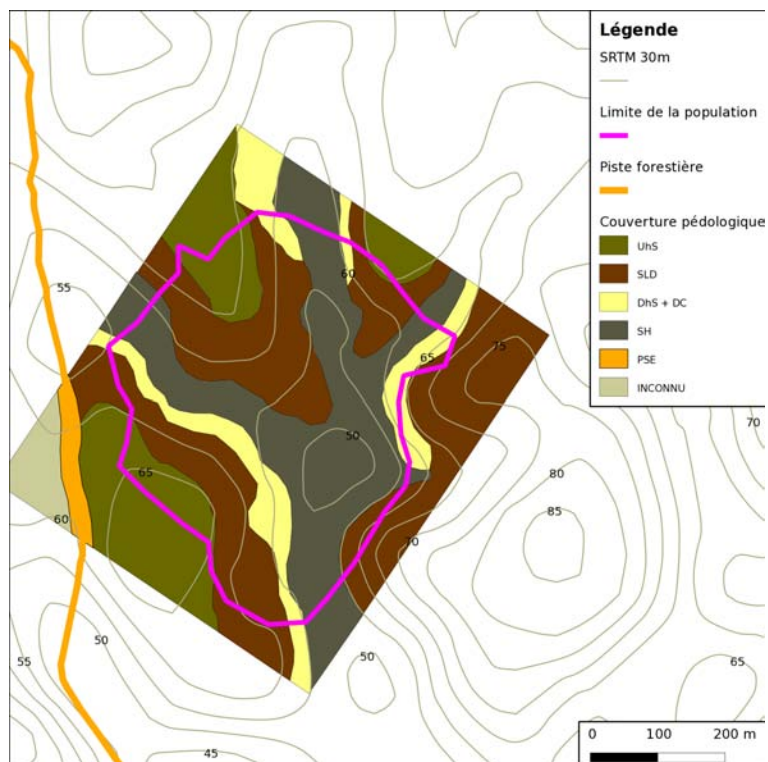 Légende
SRTM 30m
Limite de la population
Piste forestière
Couverture pédologique
UhS
SLD
DhS + DC
SH
PSE
INCONNU
60
55
75
65
70
50
65
80
85
60
70
50
50
55
65
45
0 100 200 m